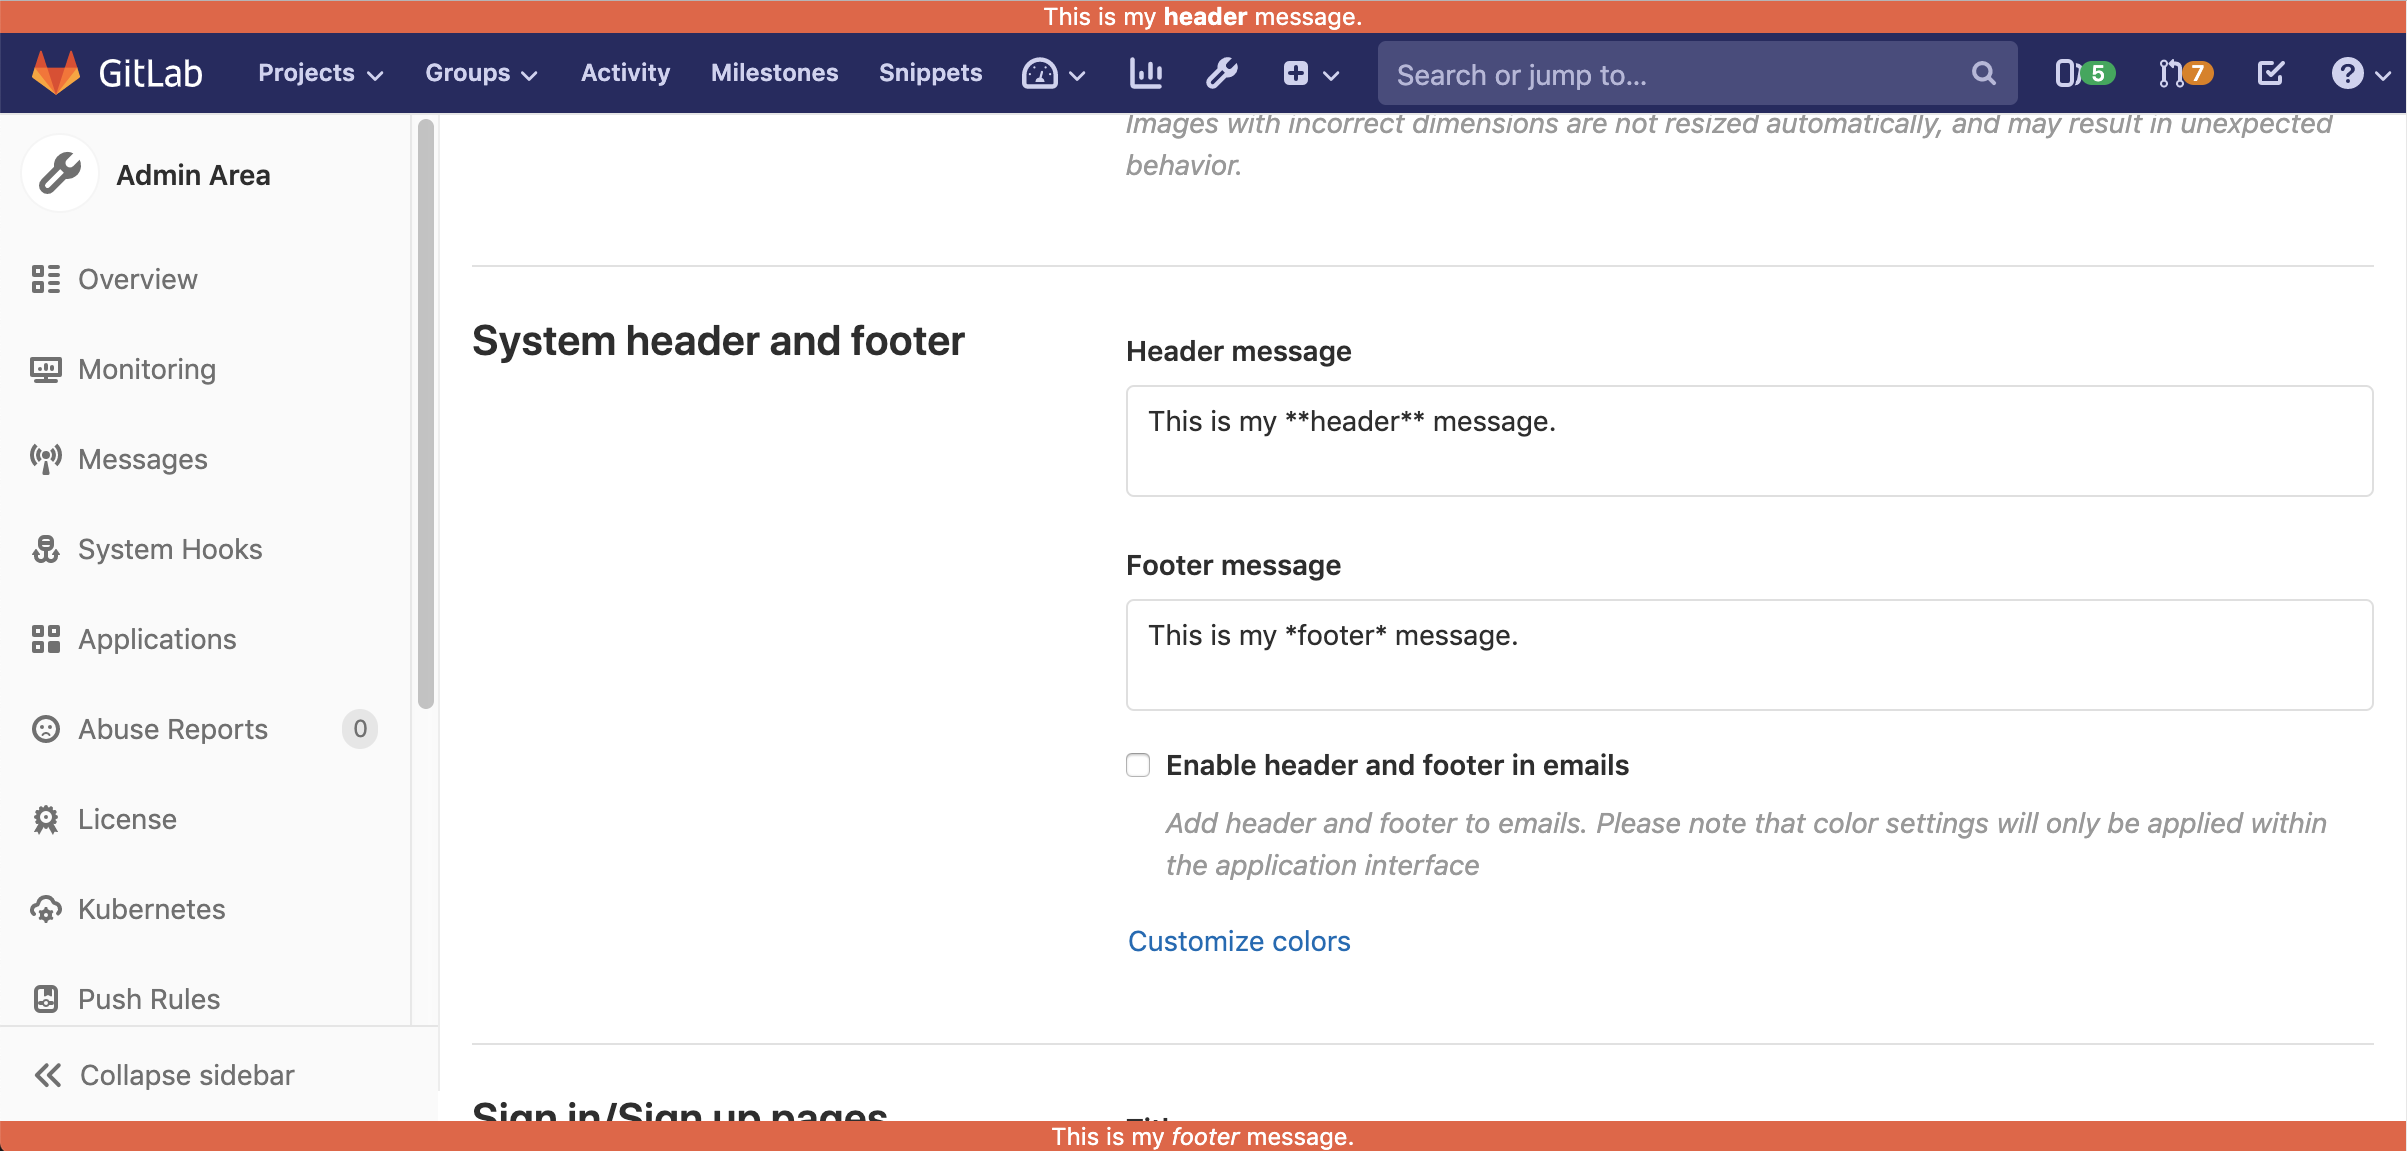 This is my header message.
GitLab Projects Groups Activity Milestones Snippets Search or jump to... 5 7
Admin Area
Overview
Monitoring
Messages
System Hooks
Applications
Abuse Reports 0
License
Kubernetes
Push Rules
Collapse sidebar
Images with incorrect dimensions are not resized automatically, and may result in unexpected
behavior.
System header and footer
Header message
This is my **header** message.
Footer message
This is my *footer* message.
Enable header and footer in emails
Add header and footer to emails. Please note that color settings will only be applied within
the application interface
Customize colors
Sign in/Sign up pages
This is my footer message.